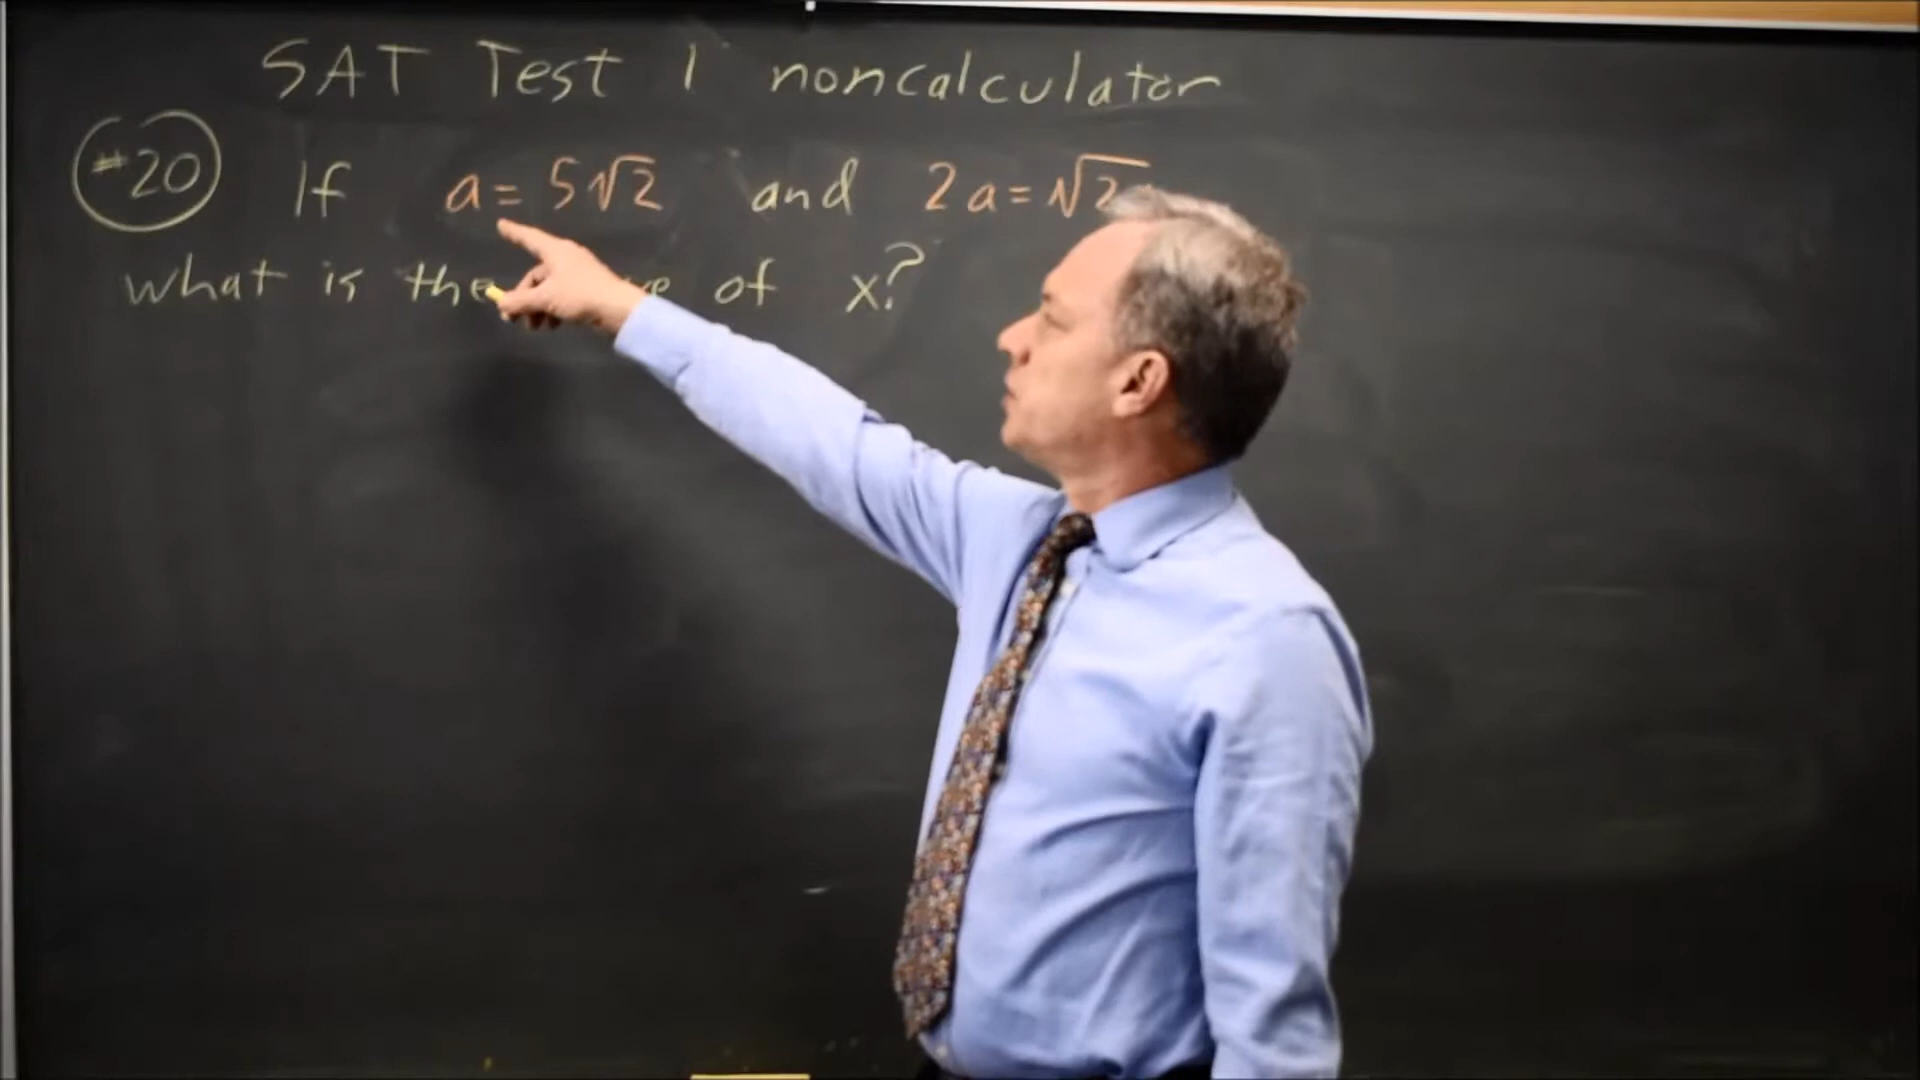 SAT Test 1 noncalculator
#20 If a = 5√2 and 2a = √2
what is the of x?